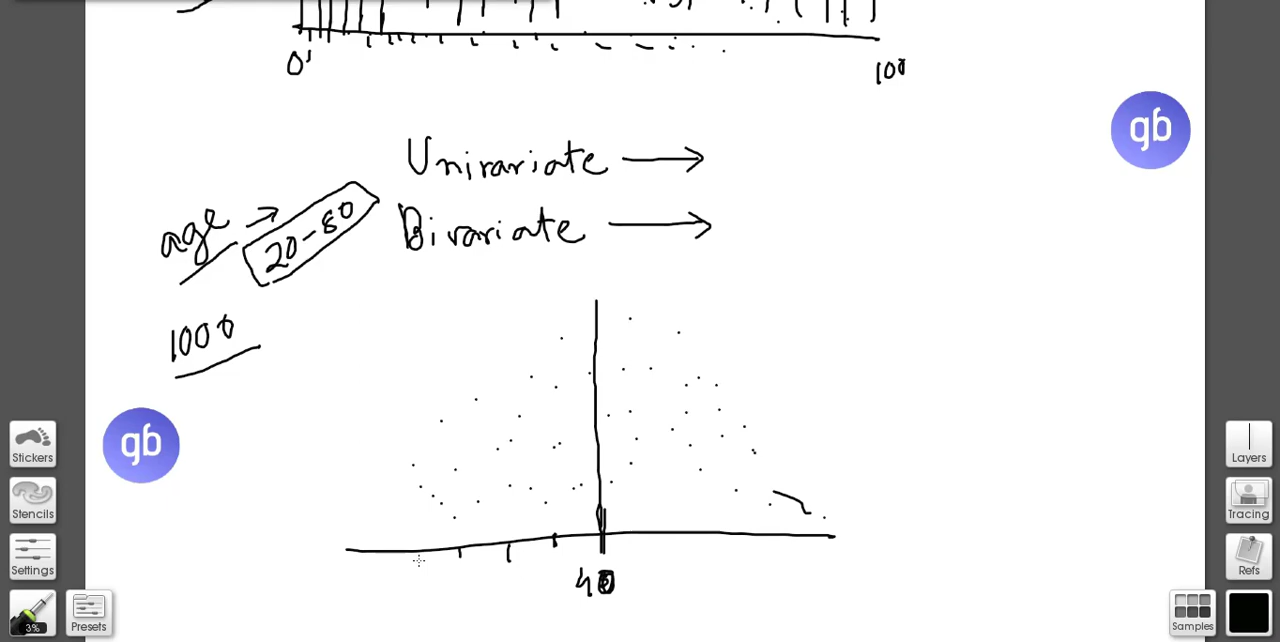 0'
100
Univariate
gb
age
20-80
Bivariate
1000
gb
40
Stickers
Stencils
Settings
3%
Presets
Layers
Tracing
Refs
Samples